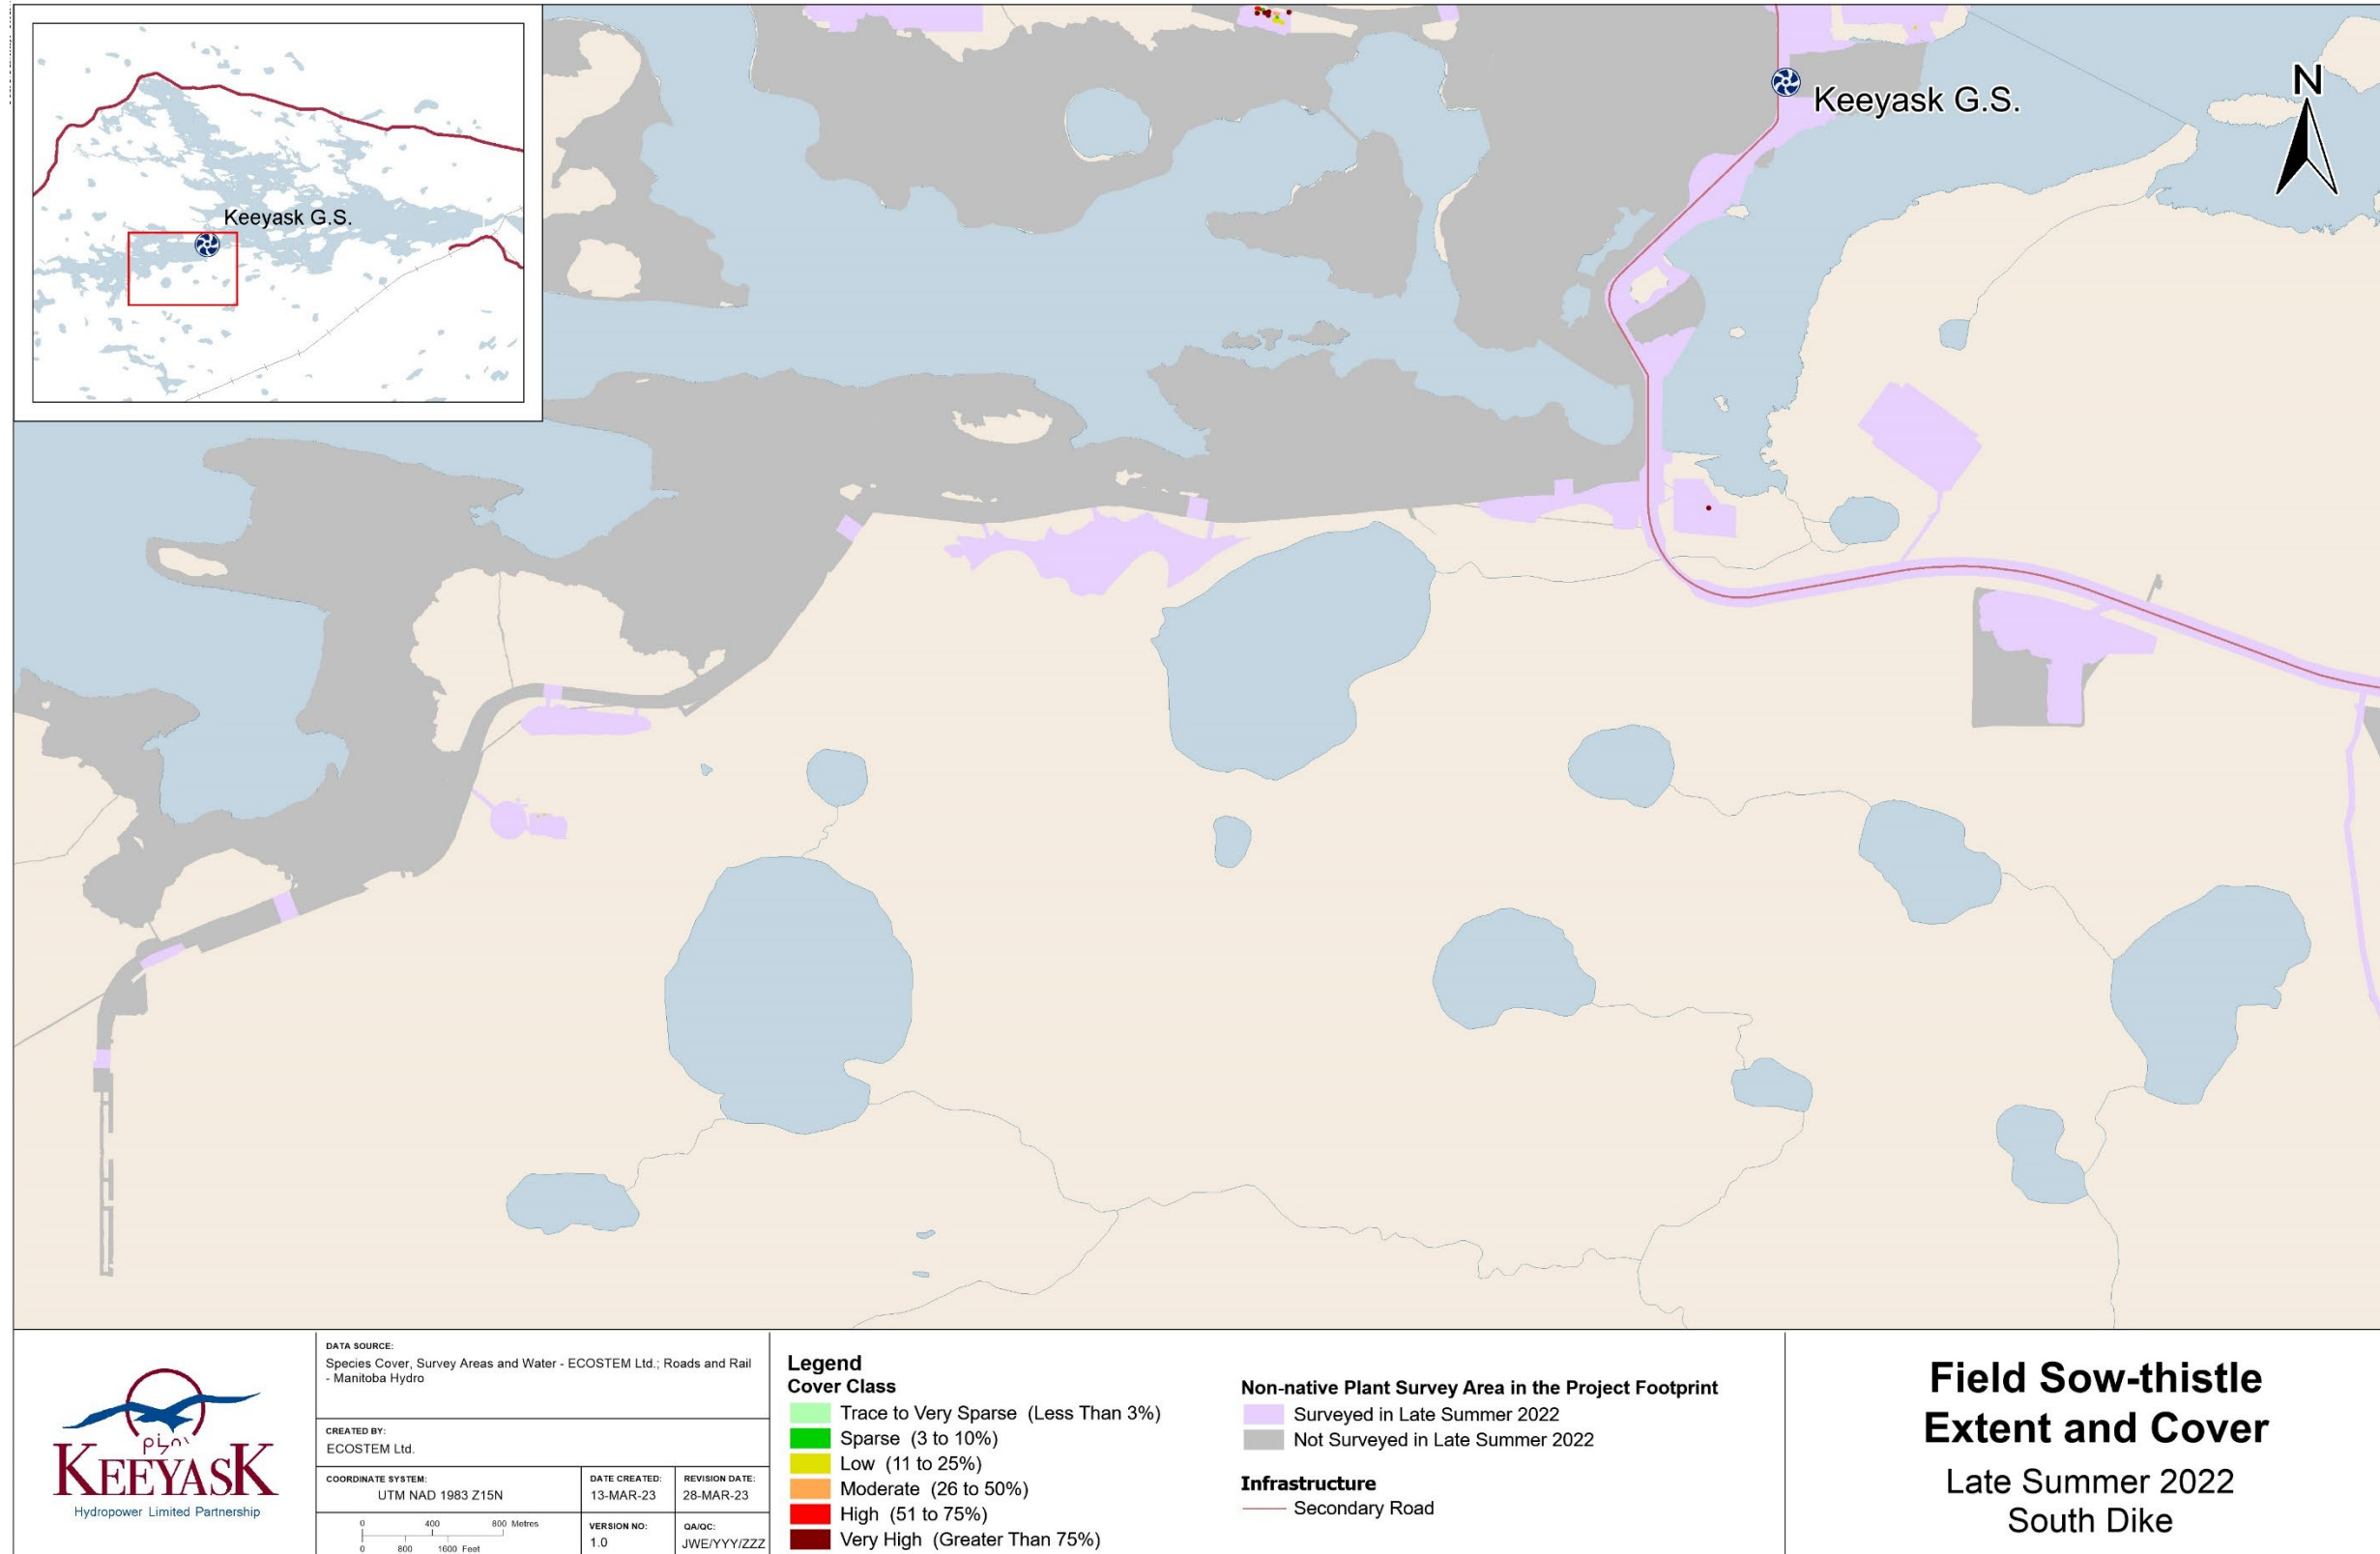 Keeyask G.S.
Keeyask G.S.
N
KEEYASK
Hydropower Limited Partnership
DATA SOURCE:
Species Cover, Survey Areas and Water - ECOSTEM Ltd.; Roads and Rail
- Manitoba Hydro
CREATED BY:
ECOSTEM Ltd.
COORDINATE SYSTEM:
UTM NAD 1983 Z15N
DATE CREATED:
13-MAR-23
REVISION DATE:
28-MAR-23
0 400 800 Metres
0 800 1600 Feet
VERSION NO:
1.0
QA/QC:
JWE/YYY/ZZZ
Legend
Cover Class
Trace to Very Sparse (Less Than 3%)
Sparse (3 to 10%)
Low (11 to 25%)
Moderate (26 to 50%)
High (51 to 75%)
Very High (Greater Than 75%)
Non-native Plant Survey Area in the Project Footprint
Surveyed in Late Summer 2022
Not Surveyed in Late Summer 2022
Infrastructure
Secondary Road
Field Sow-thistle
Extent and Cover
Late Summer 2022
South Dike